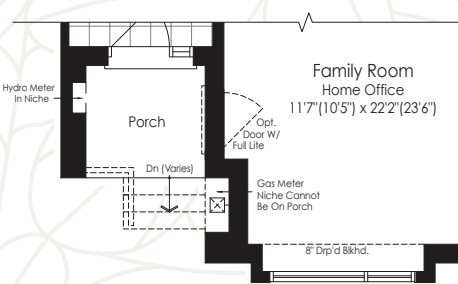 Family Room
Home Office
11'7"(10'5") x 22'2"(23'6")
Hydro Meter
In Niche
Porch
Opt.
Door W/
Full Lite
Dn (Varies)
Gas Meter
Niche Cannot
Be On Porch
8" Drp'd Blkhd.